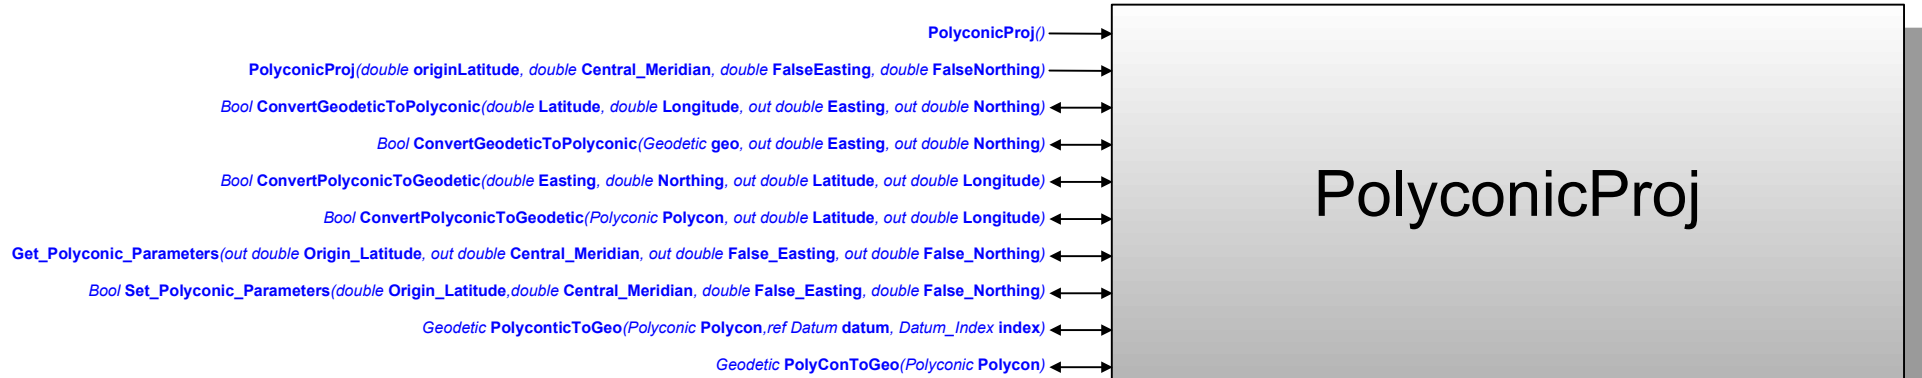 PolyconicProj()
PolyconicProj(double originLatitude, double Central_Meridian, double FalseEasting, double FalseNorthing)
Bool ConvertGeodeticToPolyconic(double Latitude, double Longitude, out double Easting, out double Northing)
Bool ConvertGeodeticToPolyconic(Geodetic geo, out double Easting, out double Northing)
Bool ConvertPolyconicToGeodetic(double Easting, double Northing, out double Latitude, out double Longitude)
Bool ConvertPolyconicToGeodetic(Polyconic Polycon, out double Latitude, out double Longitude)
Get_Polyconic_Parameters(out double Origin_Latitude, out double Central_Meridian, out double False_Easting, out double False_Northing)
Bool Set_Polyconic_Parameters(double Origin_Latitude,double Central_Meridian, double False_Easting, double False_Northing)
Geodetic PolyconticToGeo(Polyconic Polycon,ref Datum datum, Datum_Index index)
Geodetic PolyConToGeo(Polyconic Polycon)
PolyconicProj